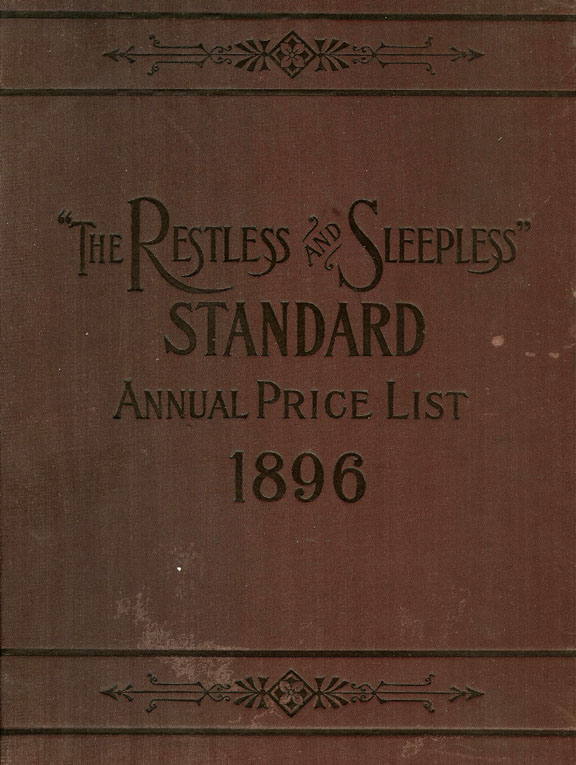 “THE RESTLESS AND SLEEPLESS”
STANDARD
ANNUAL PRICE LIST
1896